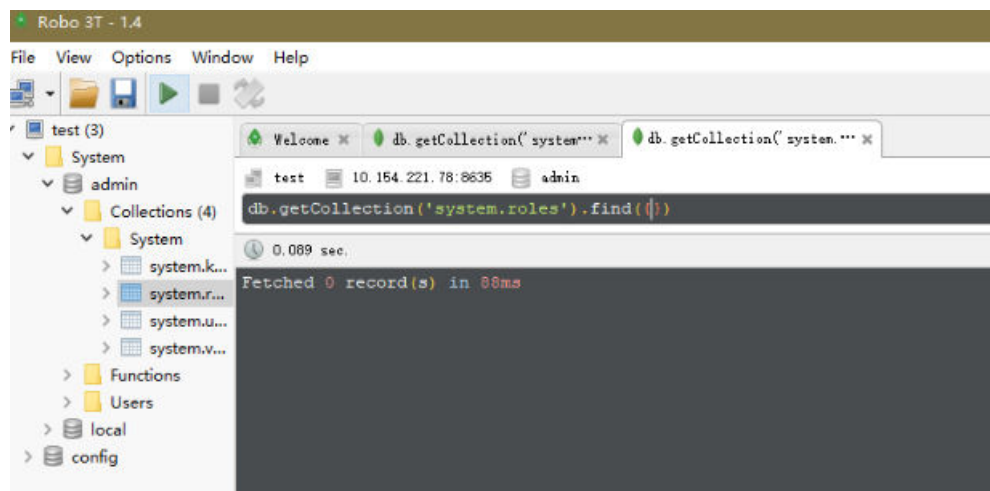 Robo 3T - 1.4
File View Options Window Help
test (3)
System
admin
Collections (4)
System
system.k...
system.r...
system.u...
system.v...
Functions
Users
local
config
Welcome × db.getCollection('system··· × db.getCollection('system.··· ×
test 10.154.221.78:8635 admin
db.getCollection('system.roles').find({})
0.089 sec.
Fetched 0 record(s) in 88ms